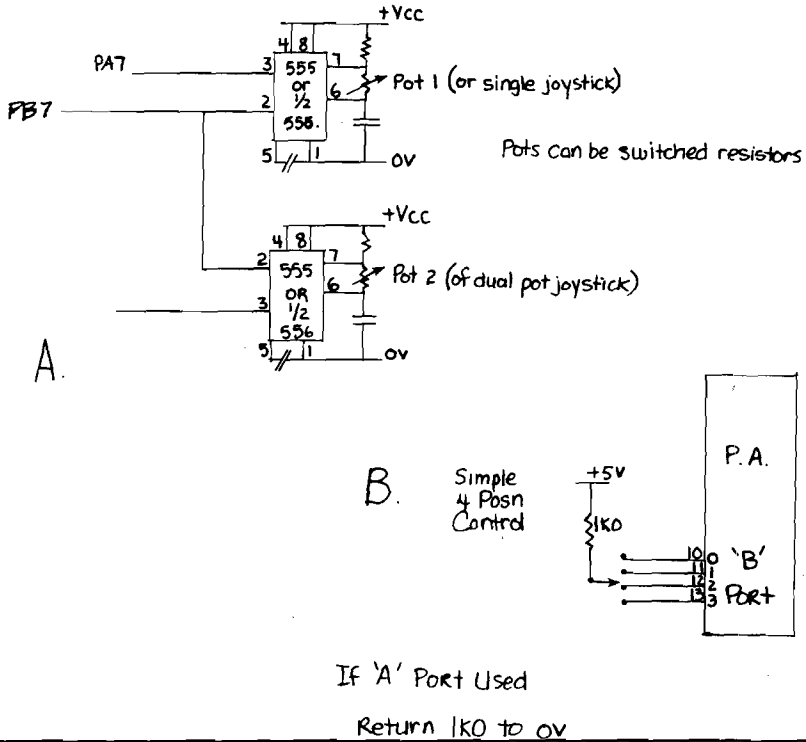 +Vcc
4 8
PA7
3
555
7
or
Pot 1 (or single joystick)
6
PB7
2
1/2
555.
5
1
0V
Pots can be switched resistors
+Vcc
4 8
2
555
7
Pot 2 (of dual pot joystick)
6
OR
3
1/2
556
5
1
0V
A.
P.A.
B.
Simple
4 Posn
Control
+5V
1K0
10 0 'B'
11 1
12 2
13 3 PORT
If 'A' Port Used
Return 1K0 to 0V